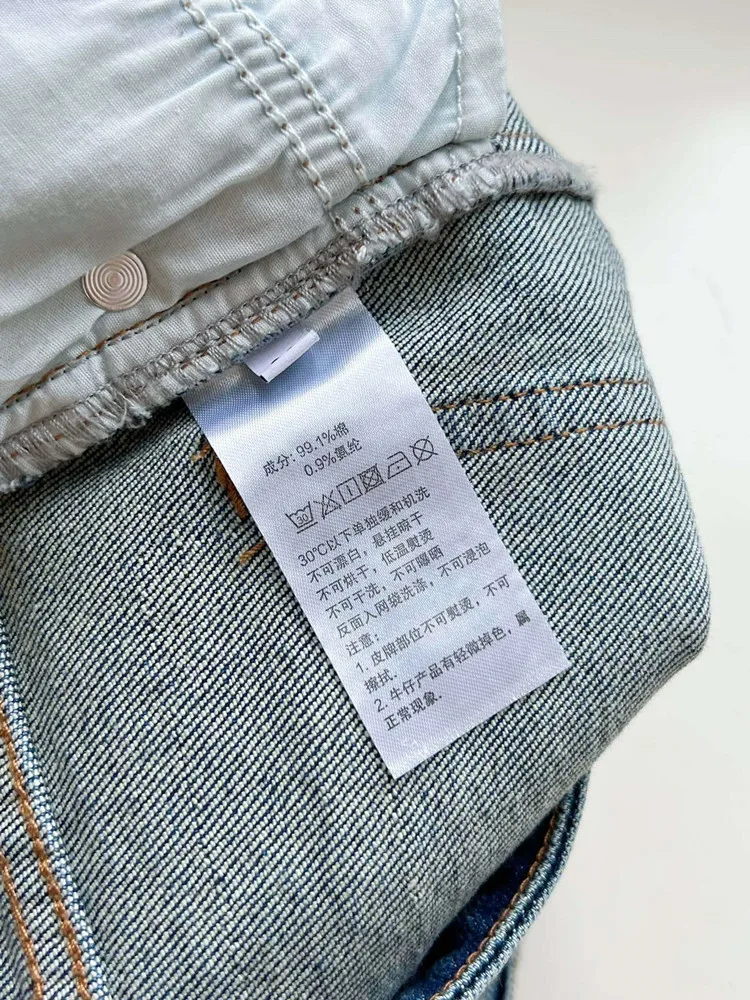 成分: 99.1%棉
0.9%氨纶
30
30℃以下单独缓和机洗
不可漂白，悬挂晾干
不可烘干，低温熨烫
不可干洗，不可曝晒
反面入网袋洗涤，不可浸泡
注意：
1. 皮牌部位不可熨烫，不可
擦拭.
2. 牛仔产品有轻微掉色，属
正常现象.